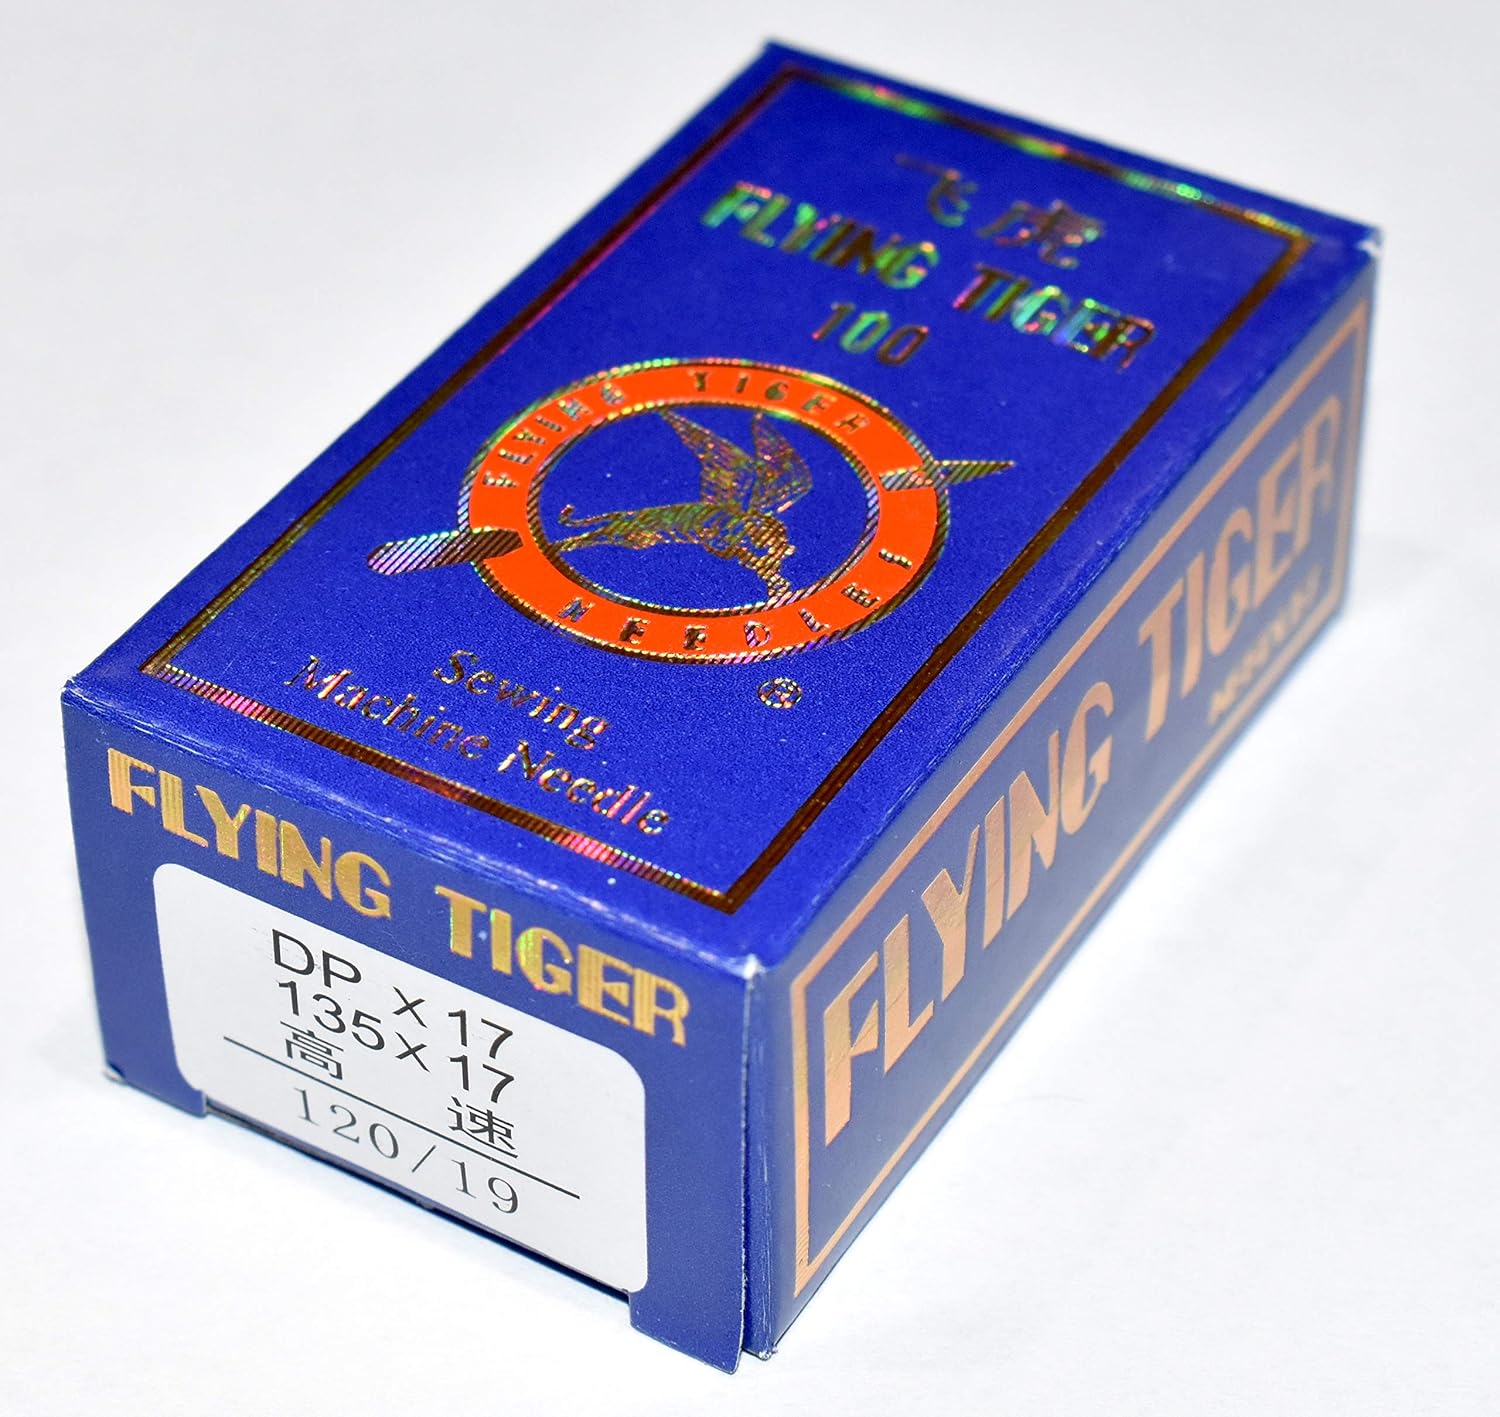 飞虎
FLYING TIGER
100
FLYING TIGER
NEEDLES
®
Sewing
Machine Needle
FLYING TIGER
DP × 17
135 × 17
高 速
120/19
FLYING TIGER
NEEDLE